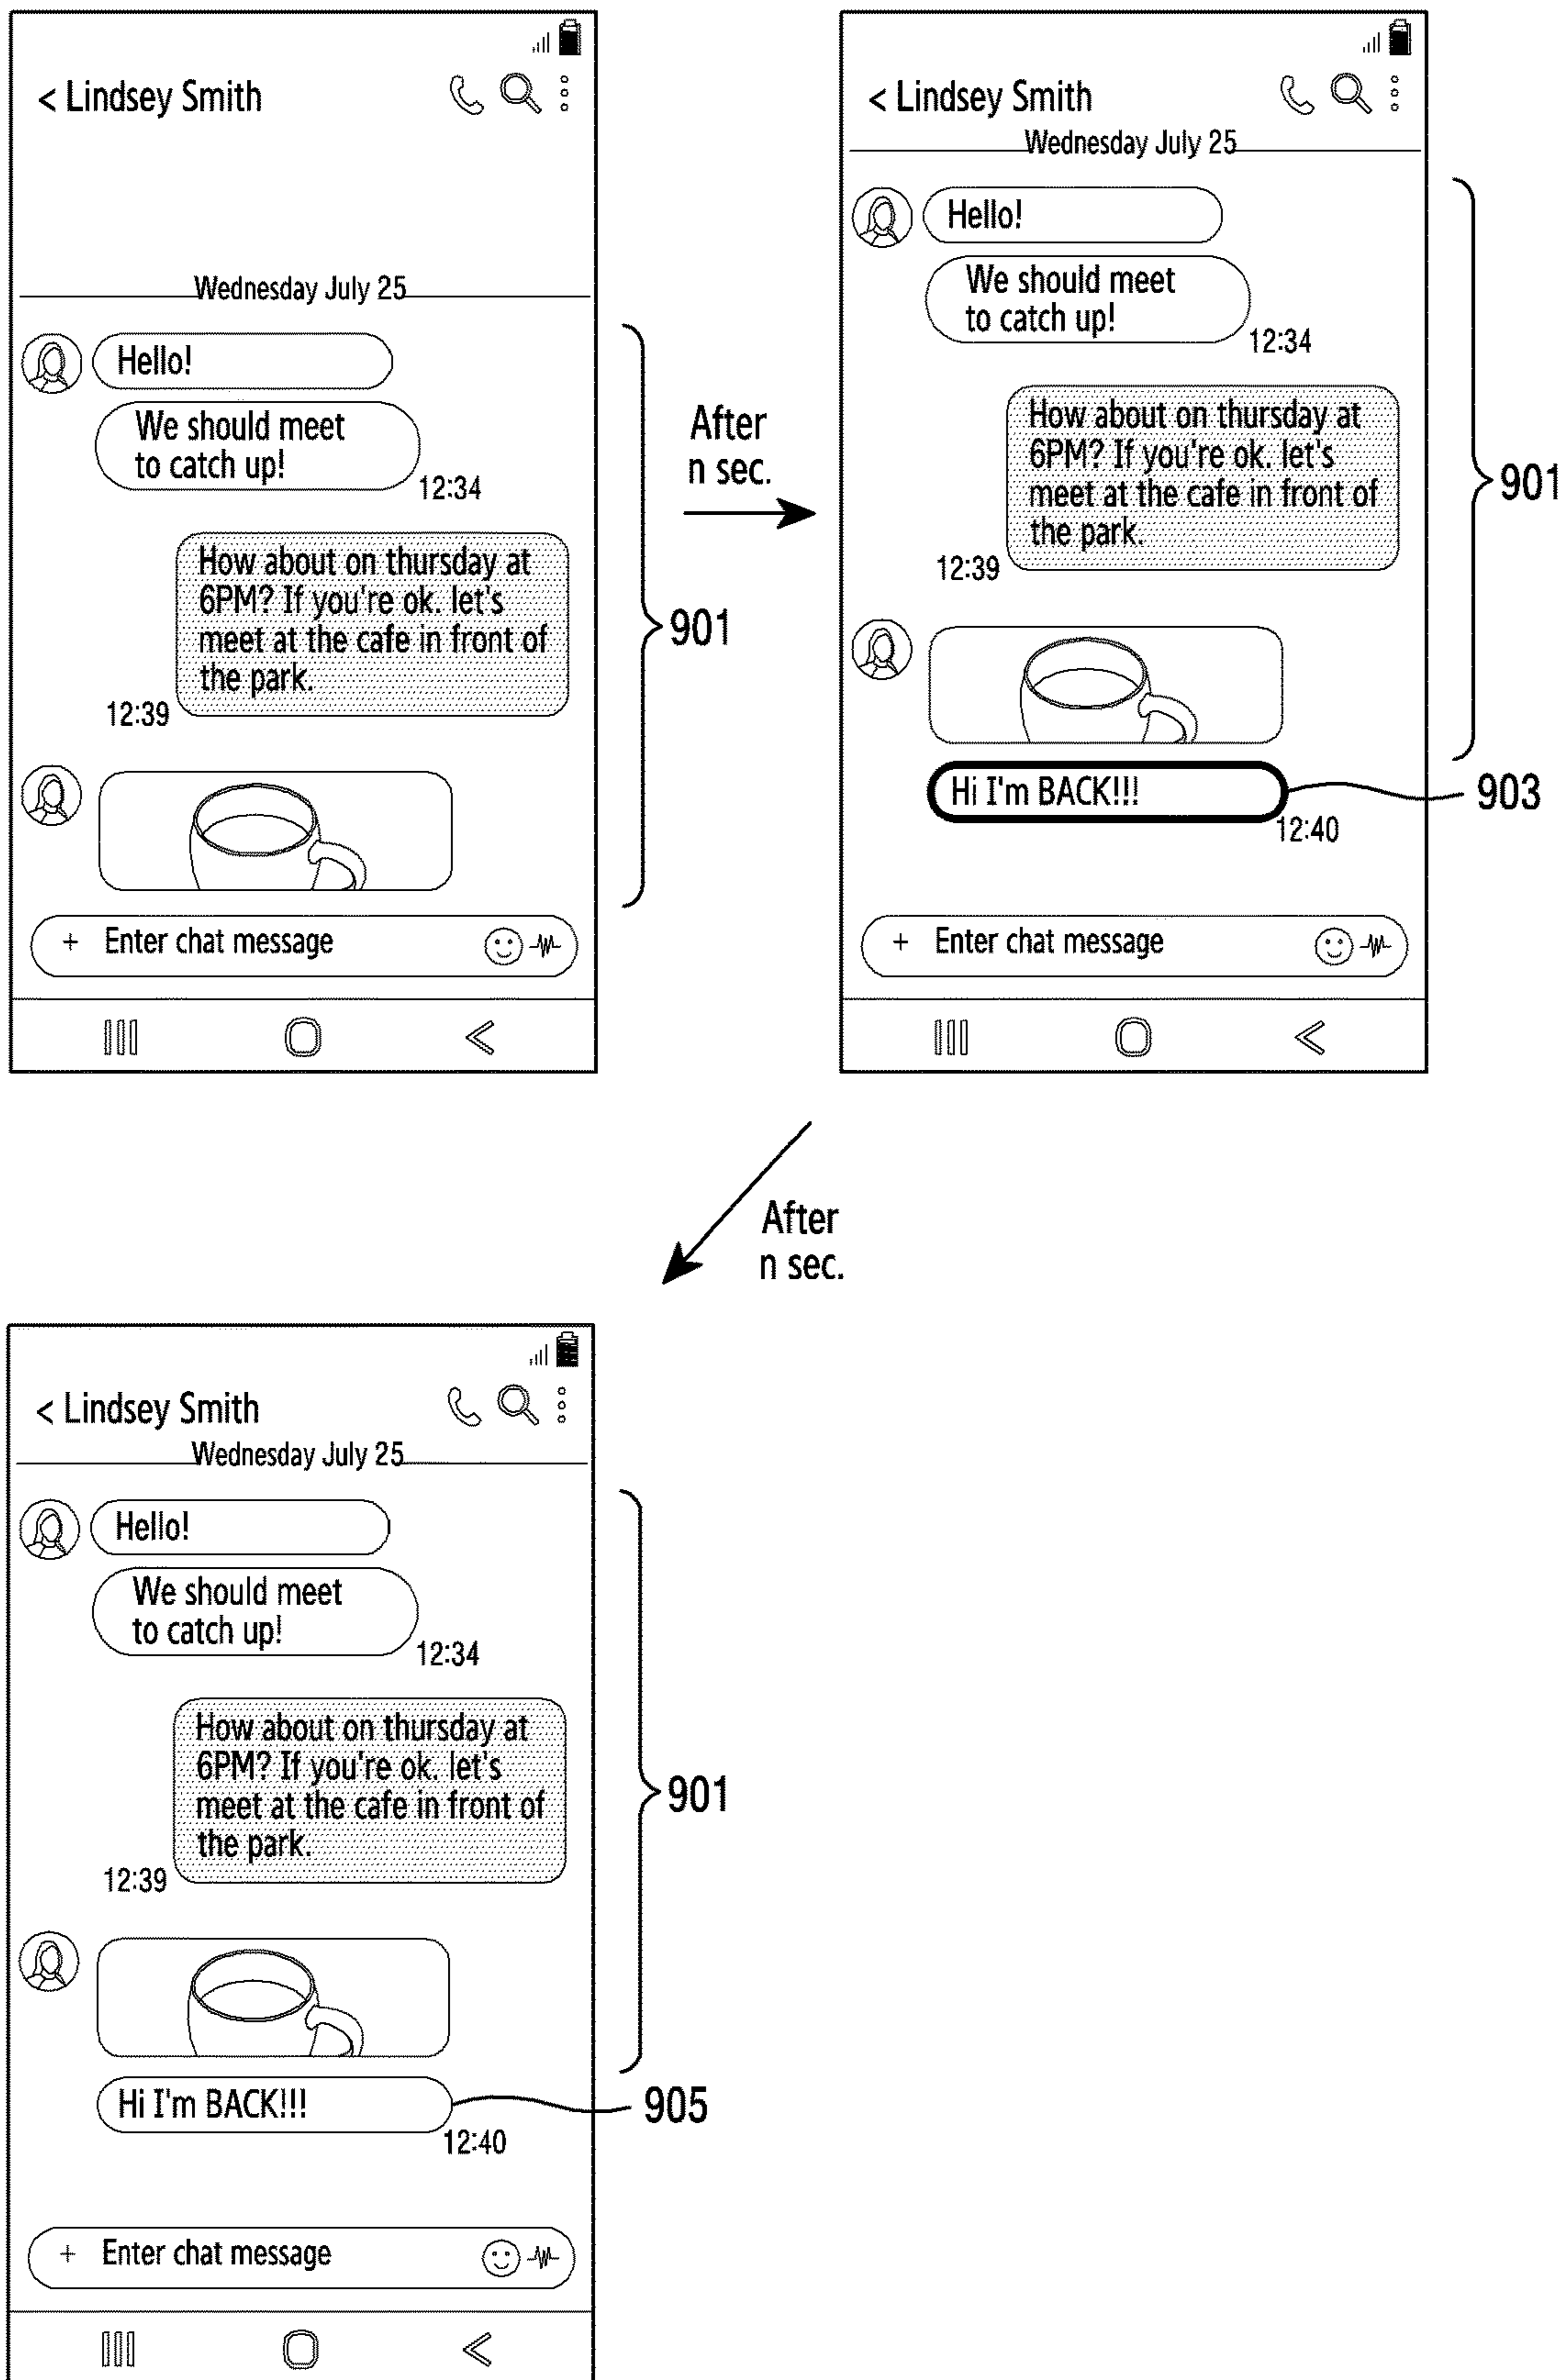 < Lindsey Smith
Wednesday July 25
Hello!
We should meet
to catch up!
12:34
How about on thursday at
6PM? If you're ok. let's
meet at the cafe in front of
the park.
12:39
+ Enter chat message
901
After
n sec.
< Lindsey Smith
Wednesday July 25
Hello!
We should meet
to catch up!
12:34
How about on thursday at
6PM? If you're ok. let's
meet at the cafe in front of
the park.
12:39
Hi I'm BACK!!!
12:40
+ Enter chat message
901
903
After
n sec.
< Lindsey Smith
Wednesday July 25
Hello!
We should meet
to catch up!
12:34
How about on thursday at
6PM? If you're ok. let's
meet at the cafe in front of
the park.
12:39
Hi I'm BACK!!!
12:40
+ Enter chat message
901
905